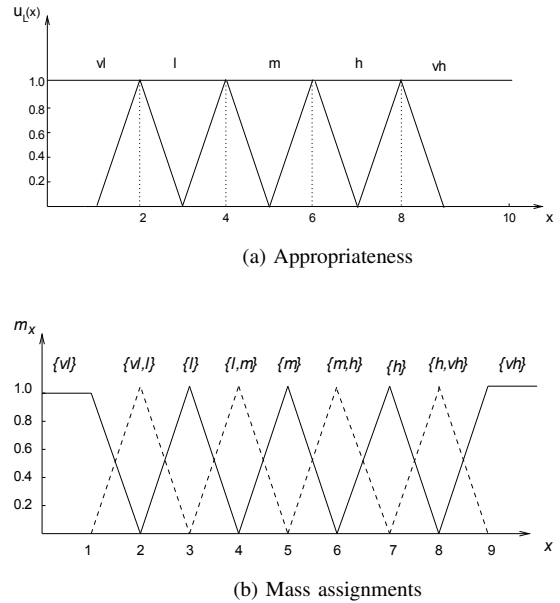 u_L(x)
vl l m h vh
1.0
0.8
0.6
0.4
0.2
2 4 6 8 10 x
(a) Appropriateness
m_x
{vl} {vl,l} {l} {l,m} {m} {m,h} {h} {h,vh} {vh}
1.0
0.8
0.6
0.4
0.2
1 2 3 4 5 6 7 8 9 x
(b) Mass assignments